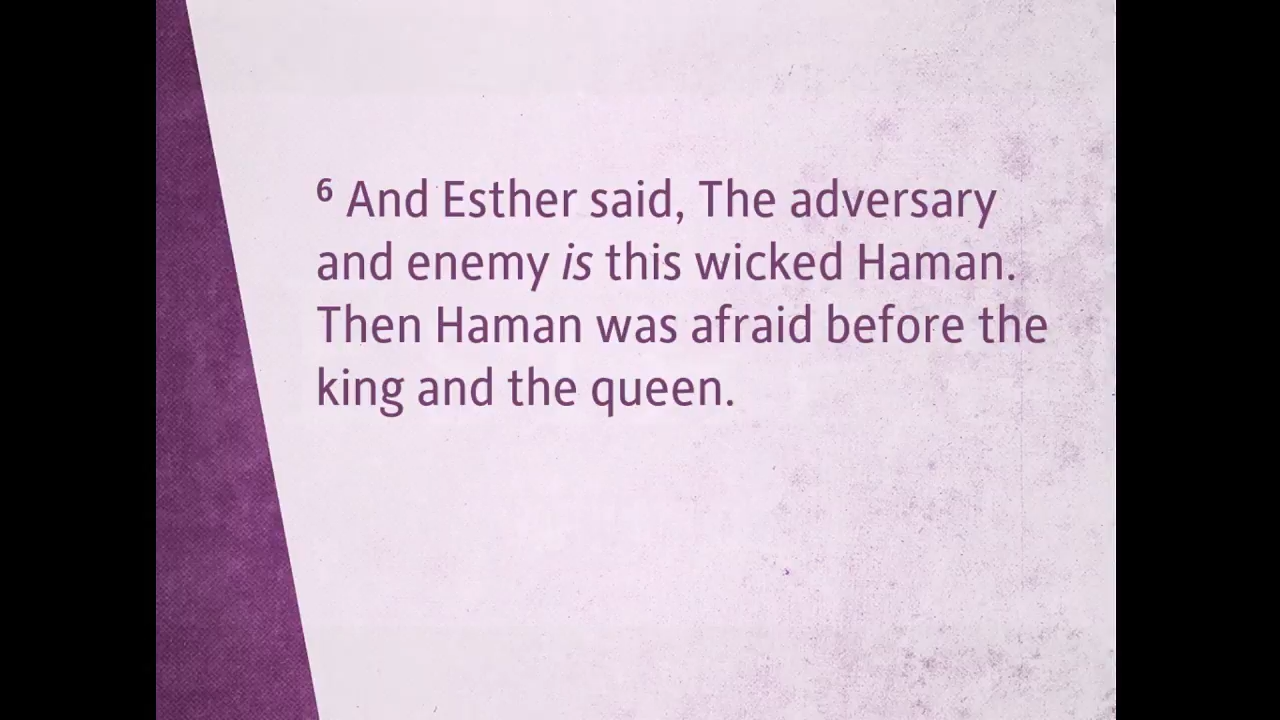 ⁶ And Esther said, The adversary
and enemy is this wicked Haman.
Then Haman was afraid before the
king and the queen.